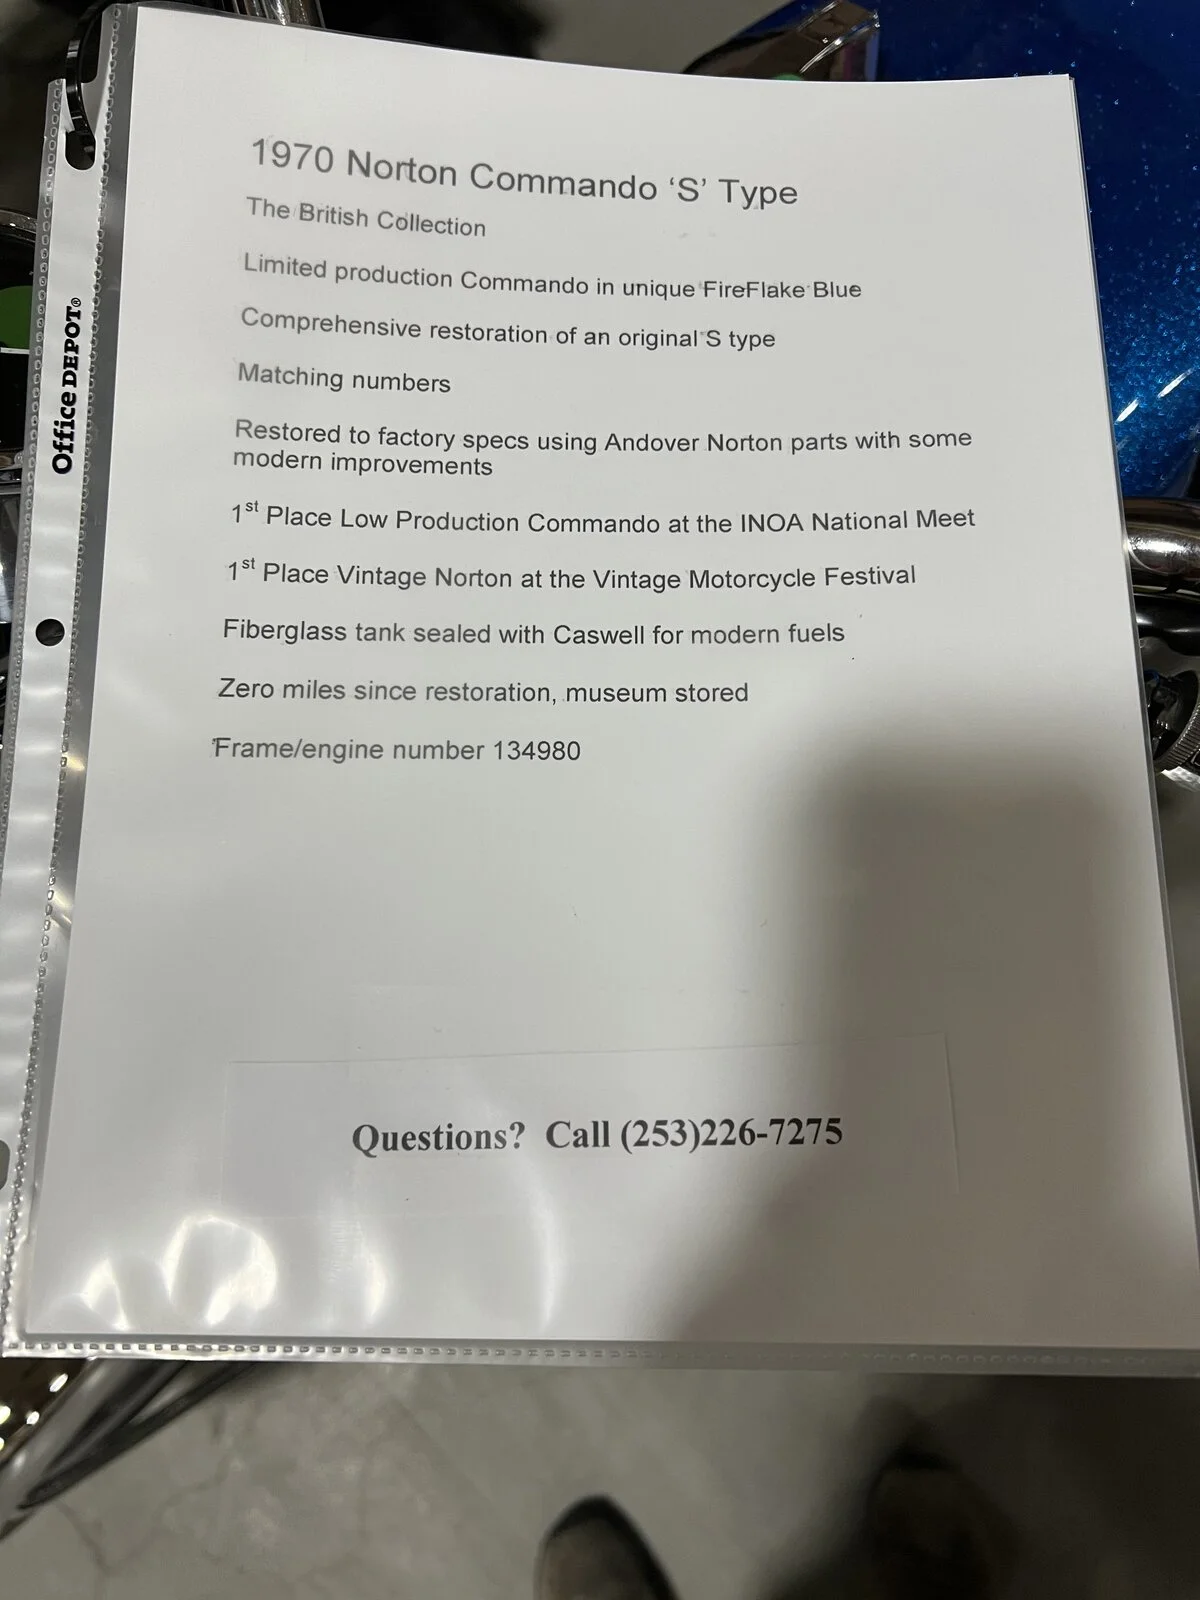 1970 Norton Commando ‘S’ Type
The British Collection
Limited production Commando in unique FireFlake Blue
Comprehensive restoration of an original S type
Matching numbers
Restored to factory specs using Andover Norton parts with some
modern improvements
1st Place Low Production Commando at the INOA National Meet
1st Place Vintage Norton at the Vintage Motorcycle Festival
Fiberglass tank sealed with Caswell for modern fuels
Zero miles since restoration, museum stored
Frame/engine number 134980
Questions? Call (253)226-7275
Office DEPOT®